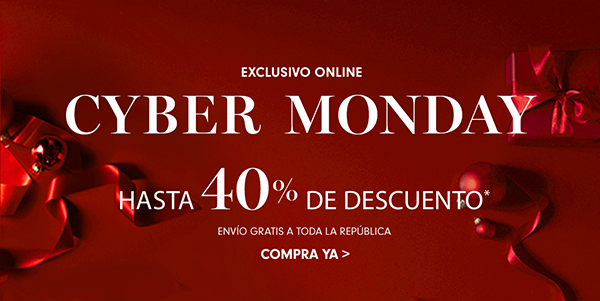 EXCLUSIVO ONLINE
CYBER MONDAY
HASTA 40% DE DESCUENTO*
ENVÍO GRATIS A TODA LA REPÚBLICA
COMPRA YA >